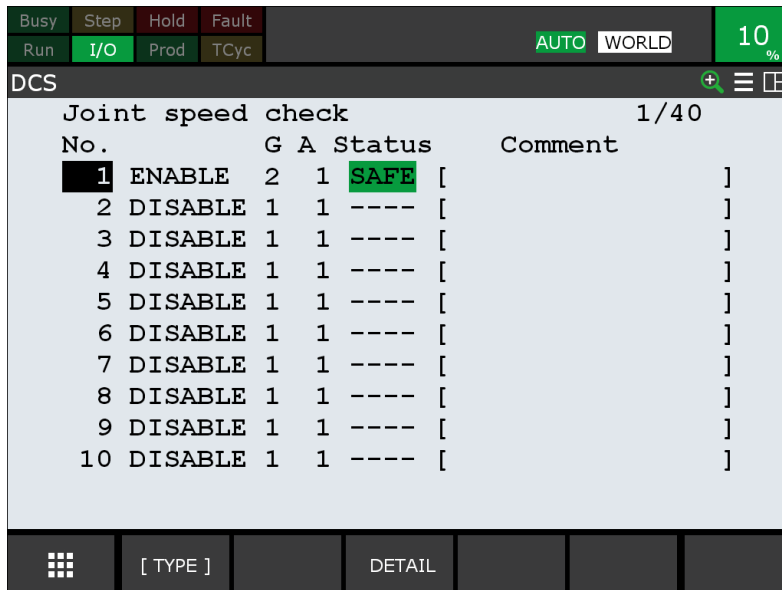 Busy Step Hold Fault
Run I/O Prod TCyc AUTO WORLD 10 %
DCS
Joint speed check 1/40
No. G A Status Comment
1 ENABLE 2 1 SAFE [ ]
2 DISABLE 1 1 ---- [ ]
3 DISABLE 1 1 ---- [ ]
4 DISABLE 1 1 ---- [ ]
5 DISABLE 1 1 ---- [ ]
6 DISABLE 1 1 ---- [ ]
7 DISABLE 1 1 ---- [ ]
8 DISABLE 1 1 ---- [ ]
9 DISABLE 1 1 ---- [ ]
10 DISABLE 1 1 ---- [ ]
[ TYPE ] DETAIL